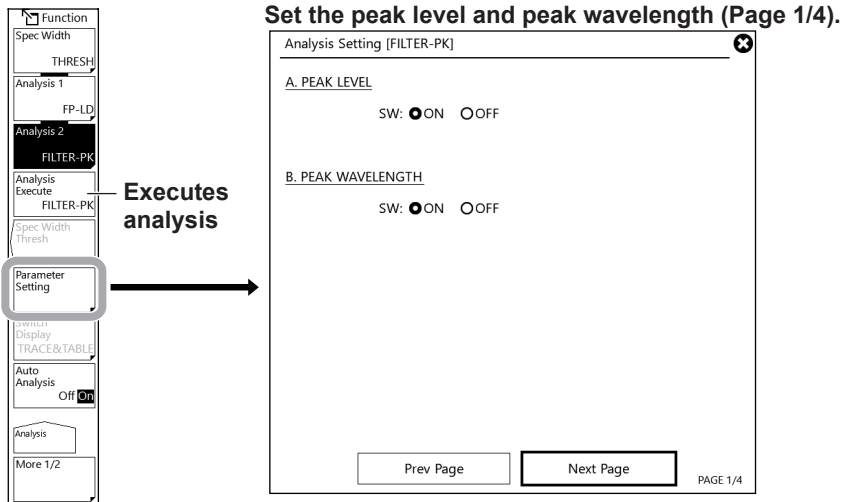 Function
Spec Width
THRESH
Analysis 1
FP-LD
Analysis 2
FILTER-PK
Analysis
Execute
FILTER-PK
Spec Width
Thresh
Parameter
Setting
Switch
Display
TRACE&TABLE
Auto
Analysis
Off On
Analysis
More 1/2
Executes
analysis
Set the peak level and peak wavelength (Page 1/4).
Analysis Setting [FILTER-PK]
A. PEAK LEVEL
SW: ON OFF
B. PEAK WAVELENGTH
SW: ON OFF
Prev Page
Next Page
PAGE 1/4